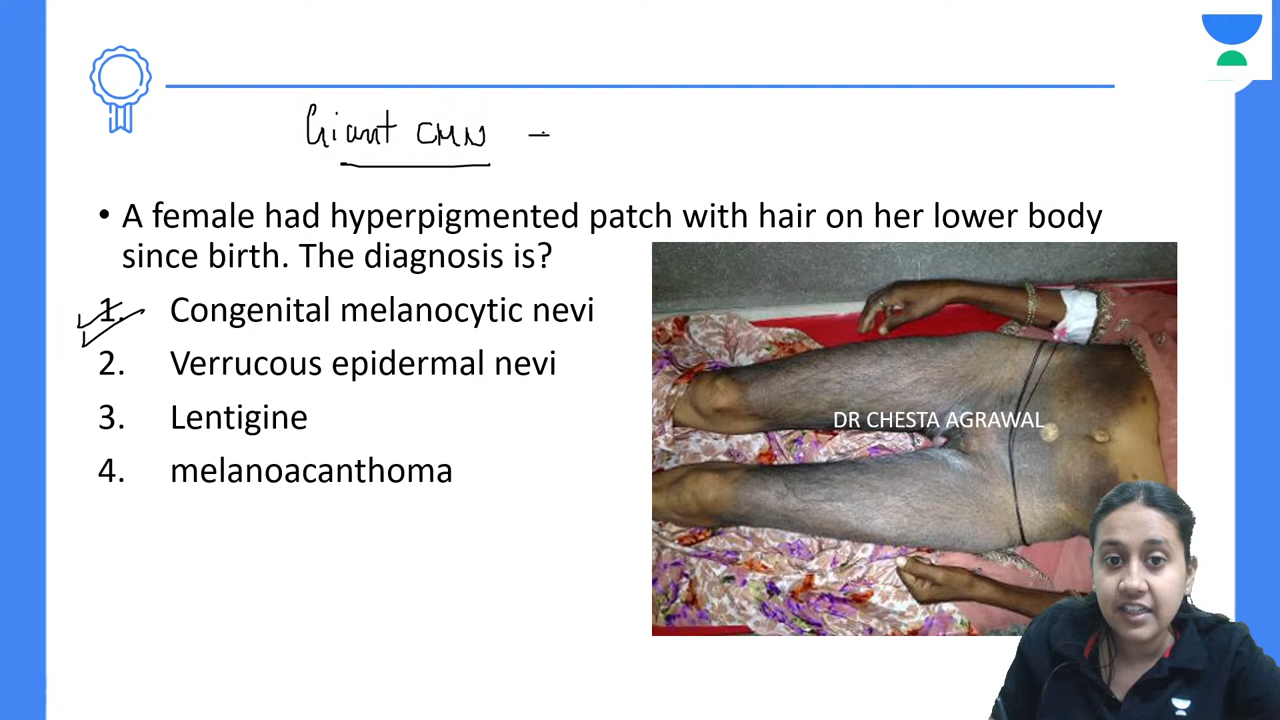 Giant CMN -
• A female had hyperpigmented patch with hair on her lower body
since birth. The diagnosis is?
1. Congenital melanocytic nevi
2. Verrucous epidermal nevi
3. Lentigine
4. melanoacanthoma
DR CHESTA AGRAWAL